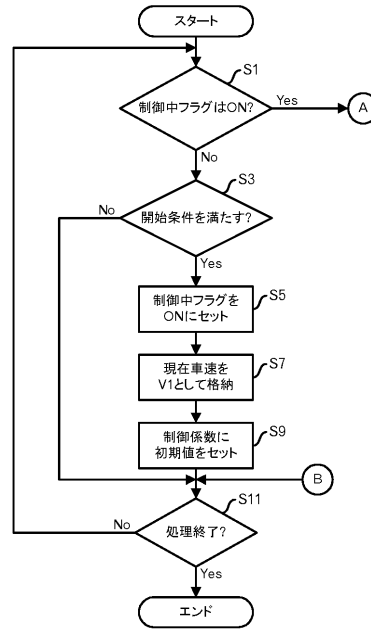 スタート
S1
制御中フラグはON?
Yes
A
No
S3
開始条件を満たす?
No
Yes
S5
制御中フラグを
ONにセット
S7
現在車速を
V1として格納
S9
制御係数に
初期値をセット
B
S11
処理終了?
No
Yes
エンド